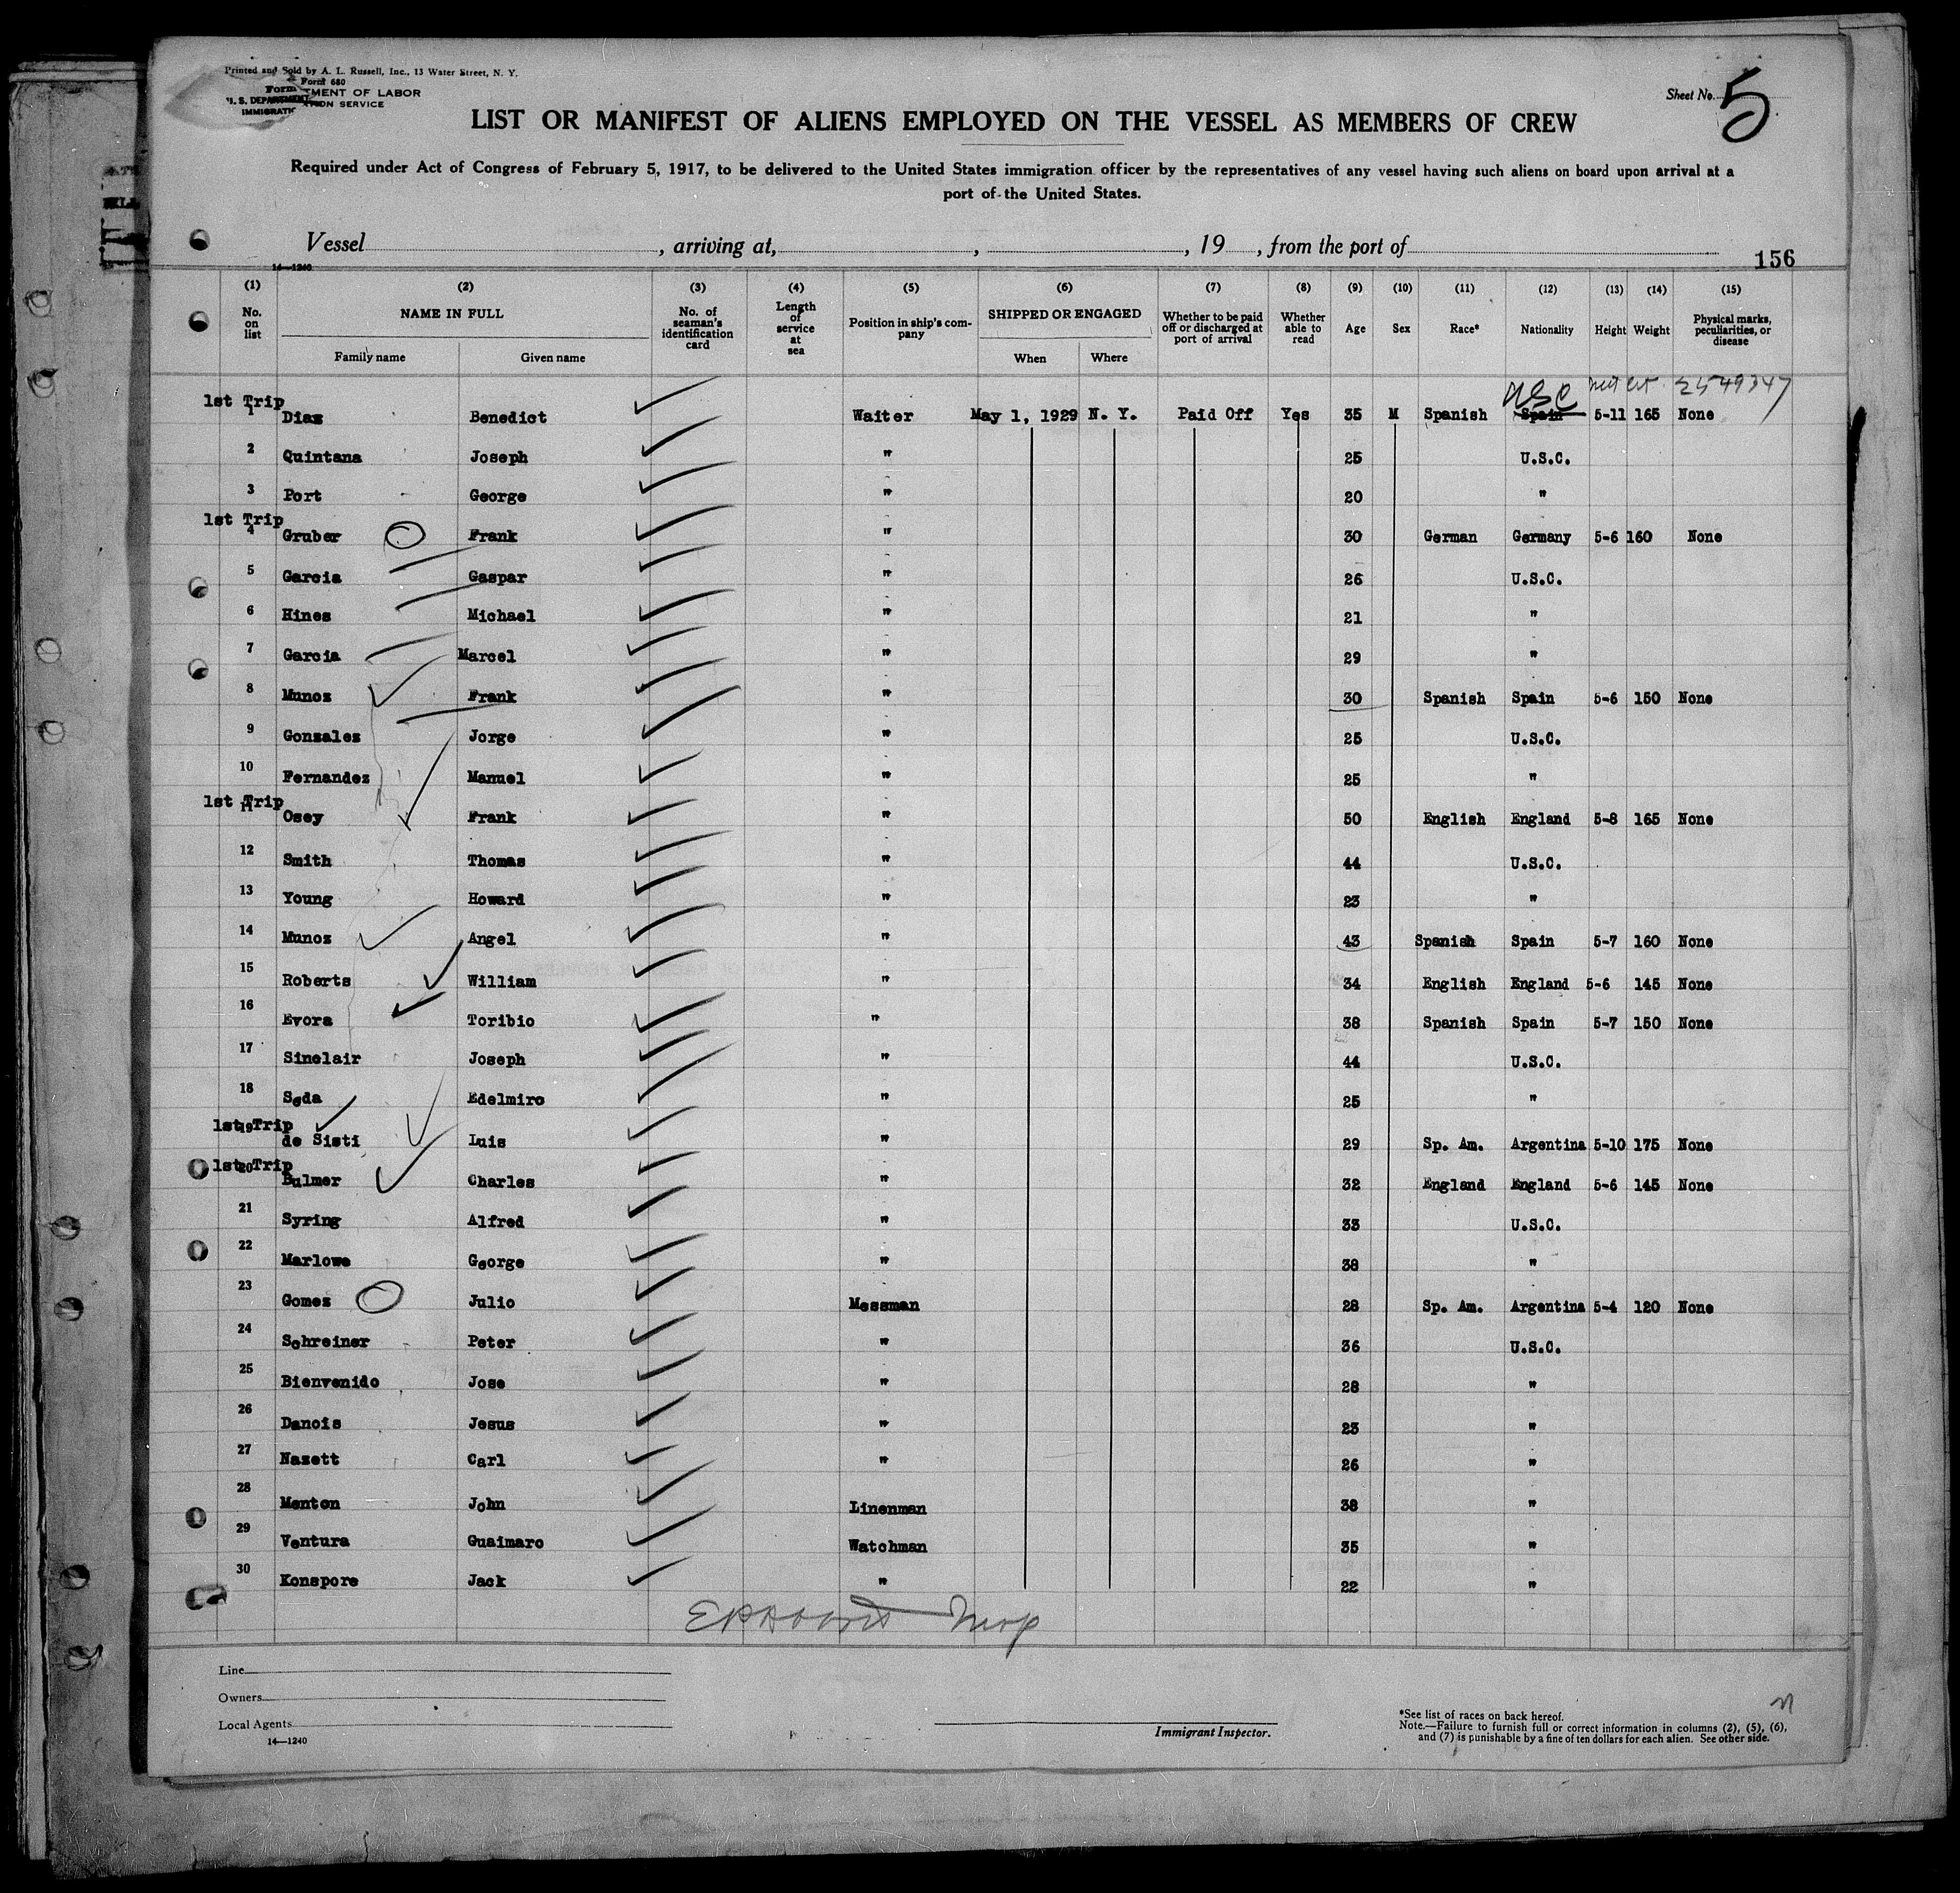 Printed and Sold by A. L. Russell, Inc., 13 Water Street, N. Y.
Form 680
Form
U. S. DEPARTMENT OF LABOR
IMMIGRATION SERVICE
Sheet No. 5
LIST OR MANIFEST OF ALIENS EMPLOYED ON THE VESSEL AS MEMBERS OF CREW
Required under Act of Congress of February 5, 1917, to be delivered to the United States immigration officer by the representatives of any vessel having such aliens on board upon arrival at a
port of the United States.
Vessel , arriving at, , , 19 , from the port of
156
14—1240
(1) (2) (3) (4) (5) (6) (7) (8) (9) (10) (11) (12) (13) (14) (15)
No. on list NAME IN FULL Family name Given name No. of seaman's identification card Length of service at sea Position in ship's company SHIPPED OR ENGAGED When Where Whether to be paid off or discharged at port of arrival Whether able to read Age Sex Race* Nationality Height Weight Physical marks, peculiarities, or disease
USC 2549347
1st Trip
1 Diaz Benedict Waiter May 1, 1929 N. Y. Paid Off Yes 35 M Spanish Spain 5-11 165 None
2 Quintana Joseph " 25 U.S.C.
3 Port George " 20 "
1st Trip
4 Gruber Frank " 30 German Germany 5-6 160 None
5 Garcia Gaspar " 26 U.S.C.
6 Hines Michael " 21 "
7 Garcia Marcel " 29 "
8 Munoz Frank " 30 Spanish Spain 5-6 150 None
9 Gonzalez Jorge " 25 U.S.C.
10 Fernandez Manuel " 25 "
1st Trip
11 Osey Frank " 50 English England 5-8 165 None
12 Smith Thomas " 44 U.S.C.
13 Young Howard " 23 "
14 Munoz Angel " 43 Spanish Spain 5-7 160 None
15 Roberts William " 34 English England 5-6 145 None
16 Evora Toribio " 38 Spanish Spain 5-7 150 None
17 Sinclair Joseph " 44 U.S.C.
18 Seda Edelmiro " 25 "
1st Trip
19 de Sisti Luis " 29 Sp. Am. Argentina 5-10 175 None
1st Trip
20 Bulmer Charles " 32 England England 5-6 145 None
21 Syring Alfred " 33 U.S.C.
22 Marlowe George " 38 "
23 Gomez Julio Messman 28 Sp. Am. Argentina 5-4 120 None
24 Schreiner Peter " 36 U.S.C.
25 Bienvenido Jose " 28 "
26 Danois Jesus " 23 "
27 Nazett Carl " 26 "
28 Menton John Linenman 38 "
29 Ventura Guaimaro Watchman 35 "
30 Konspore Jack " 22 "
Line
Owners
Local Agents
14—1240
Immigrant Inspector.
*See list of races on back hereof.
Note.—Failure to furnish full or correct information in columns (2), (5), (6),
and (7) is punishable by a fine of ten dollars for each alien. See other side.